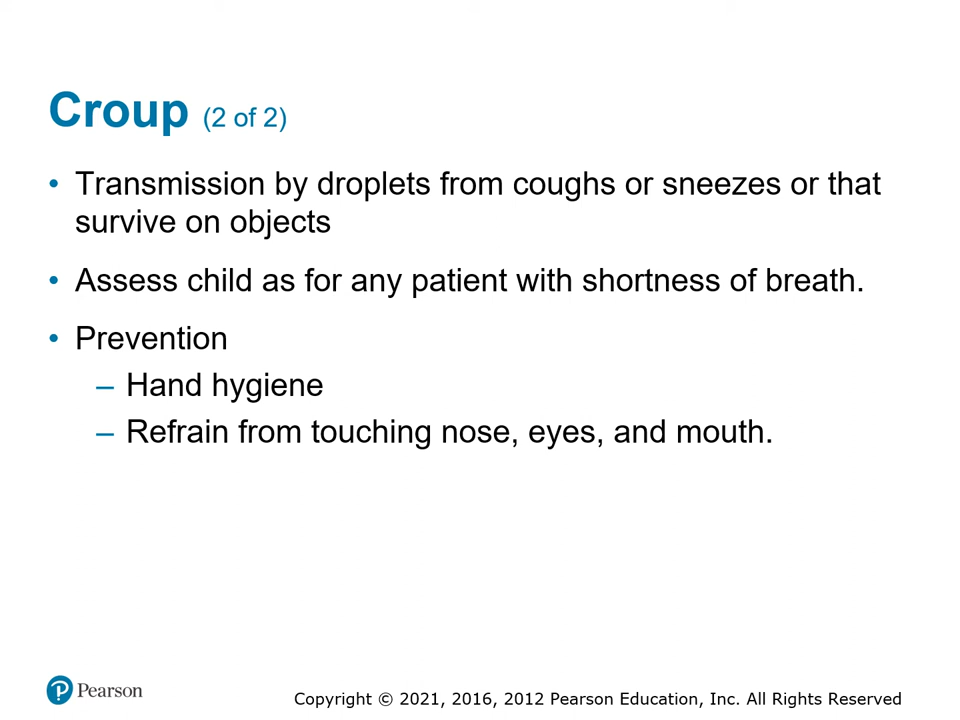 Croup (2 of 2)
• Transmission by droplets from coughs or sneezes or that
survive on objects
• Assess child as for any patient with shortness of breath.
• Prevention
– Hand hygiene
– Refrain from touching nose, eyes, and mouth.
Pearson
Copyright © 2021, 2016, 2012 Pearson Education, Inc. All Rights Reserved